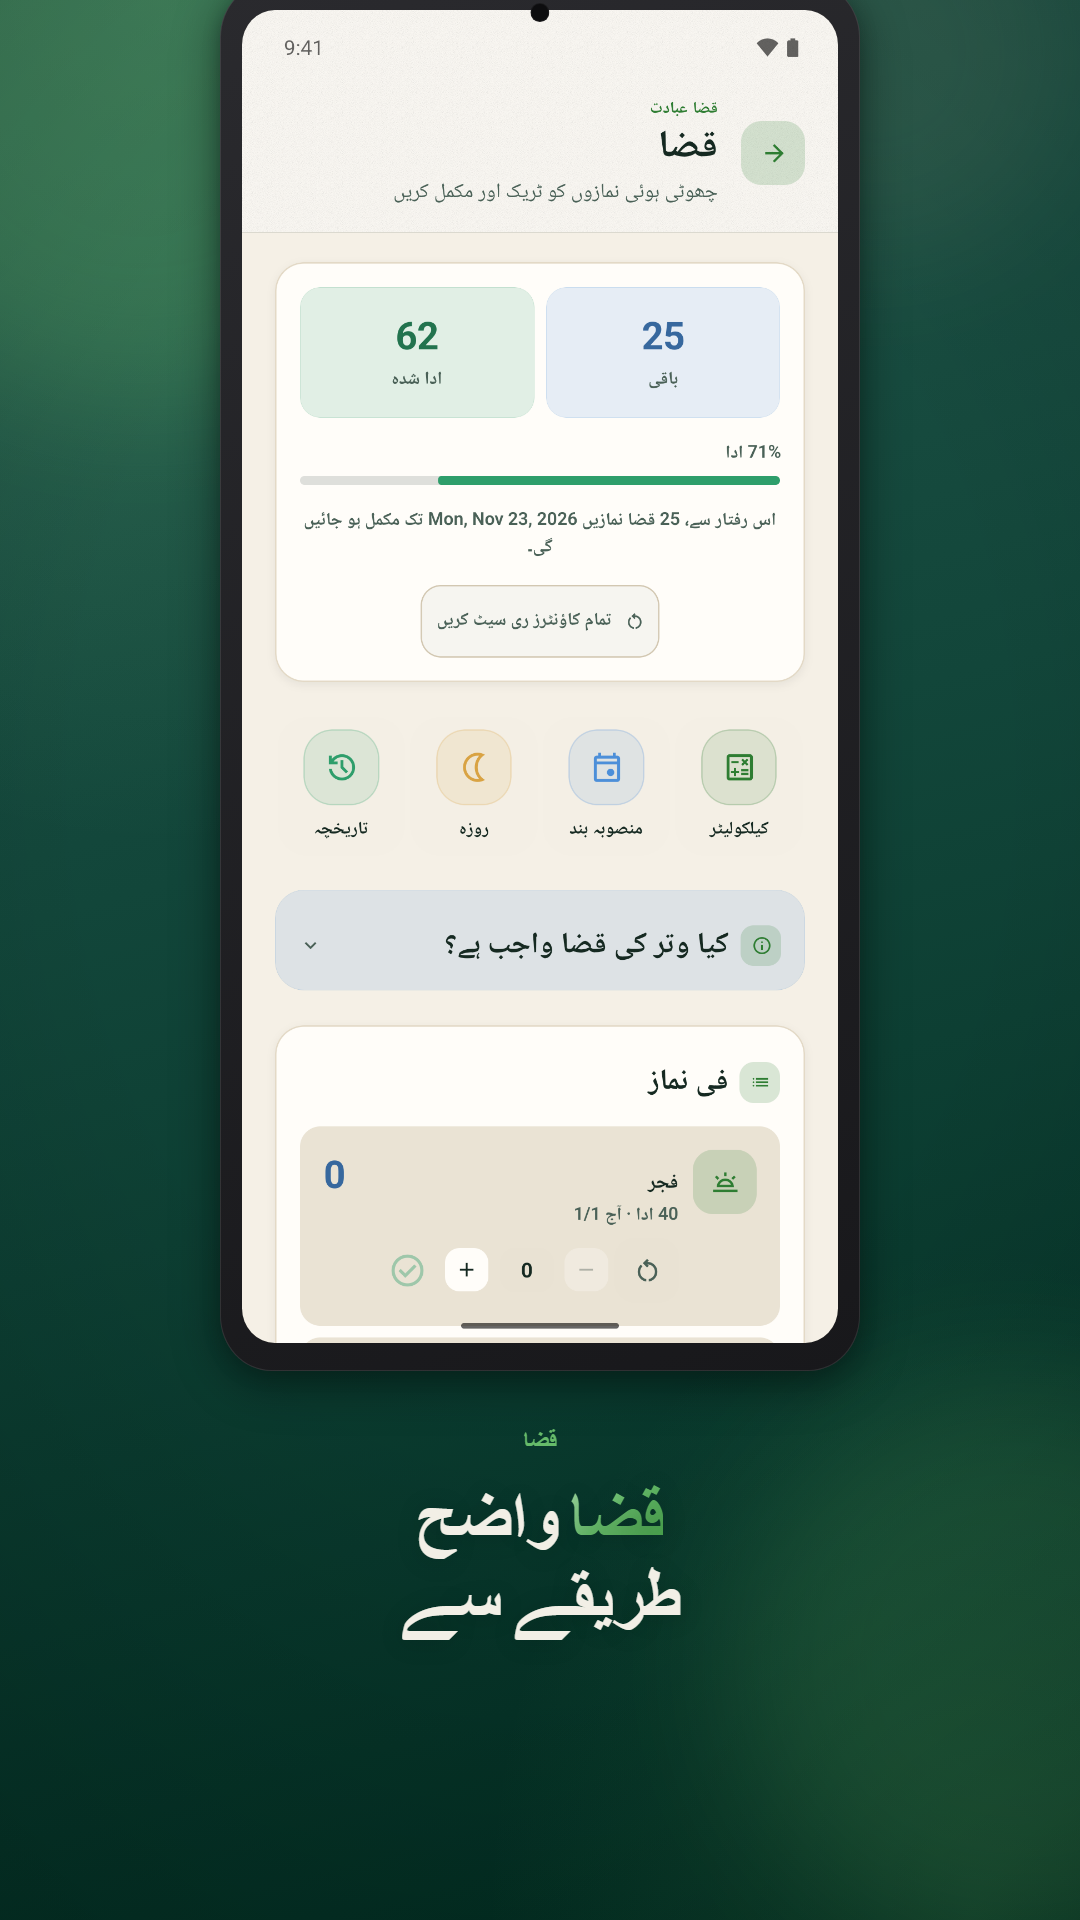 9:41
قضا عبادت
قضا
چھوٹی ہوئی نمازوں کو ٹریک اور مکمل کریں
25
باقی
62
ادا شدہ
71% ادا
اس رفتار سے، 25 قضا نمازیں Mon, Nov 23, 2026 تک مکمل ہو جائیں
گی۔
تمام کاؤنٹرز ری سیٹ کریں
کیلکولیٹر
منصوبہ بند
روزہ
تاریخچہ
کیا وتر کی قضا واجب ہے؟
فی نماز
فجر
0
40 ادا · آج 1/1
0
قضا
قضا واضح
طریقے سے